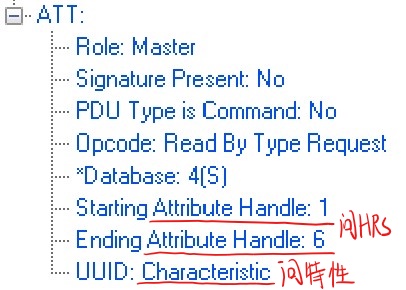 ATT:
Role: Master
Signature Present: No
PDU Type is Command: No
Opcode: Read By Type Request
*Database: 4(S)
Starting Attribute Handle: 1
问HRS
Ending Attribute Handle: 6
UUID: Characteristic 问特性